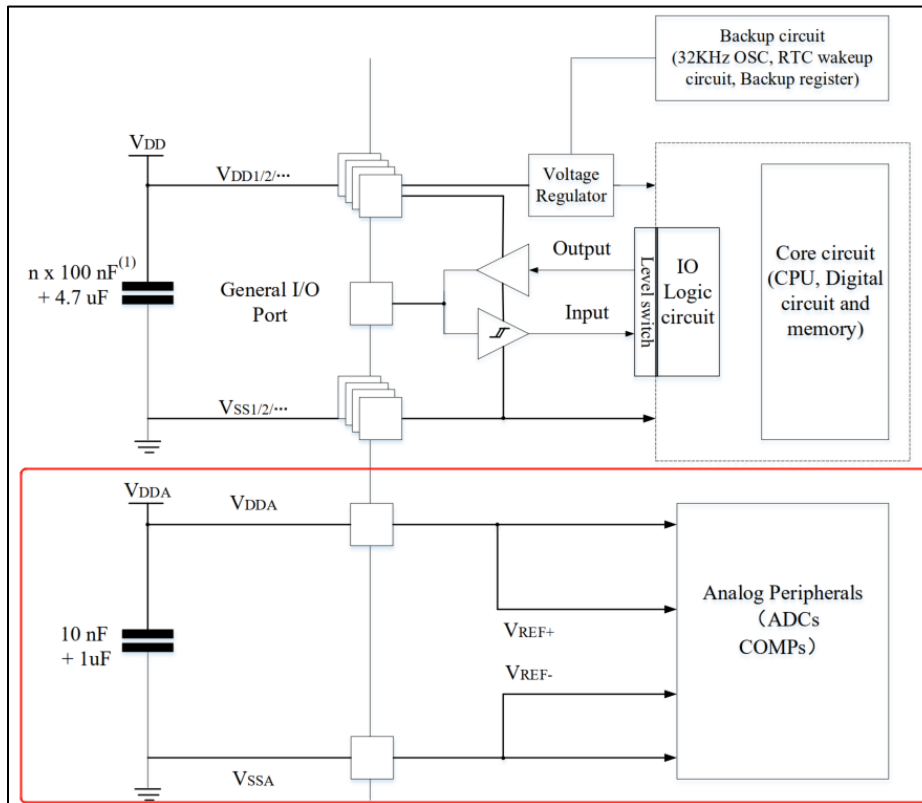 Backup circuit
(32KHz OSC, RTC wakeup
circuit, Backup register)
VDD
VDD1/2/···
Voltage
Regulator
n x 100 nF(1)
+ 4.7 uF
General I/O
Port
Output
Input
Level switch
IO
Logic
circuit
Core circuit
(CPU, Digital
circuit and
memory)
VSS1/2/···
VDDA
VDDA
10 nF
+ 1uF
VREF+
VREF-
Analog Peripherals
（ADCs
COMPs）
VSSA